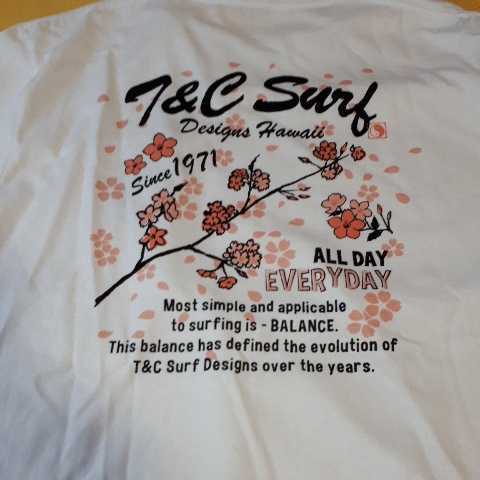 T&C Surf
Designs Hawaii
Since 1971
ALL DAY
EVERYDAY
Most simple and applicable
to surfing is - BALANCE.
This balance has defined the evolution of
T&C Surf Designs over the years.